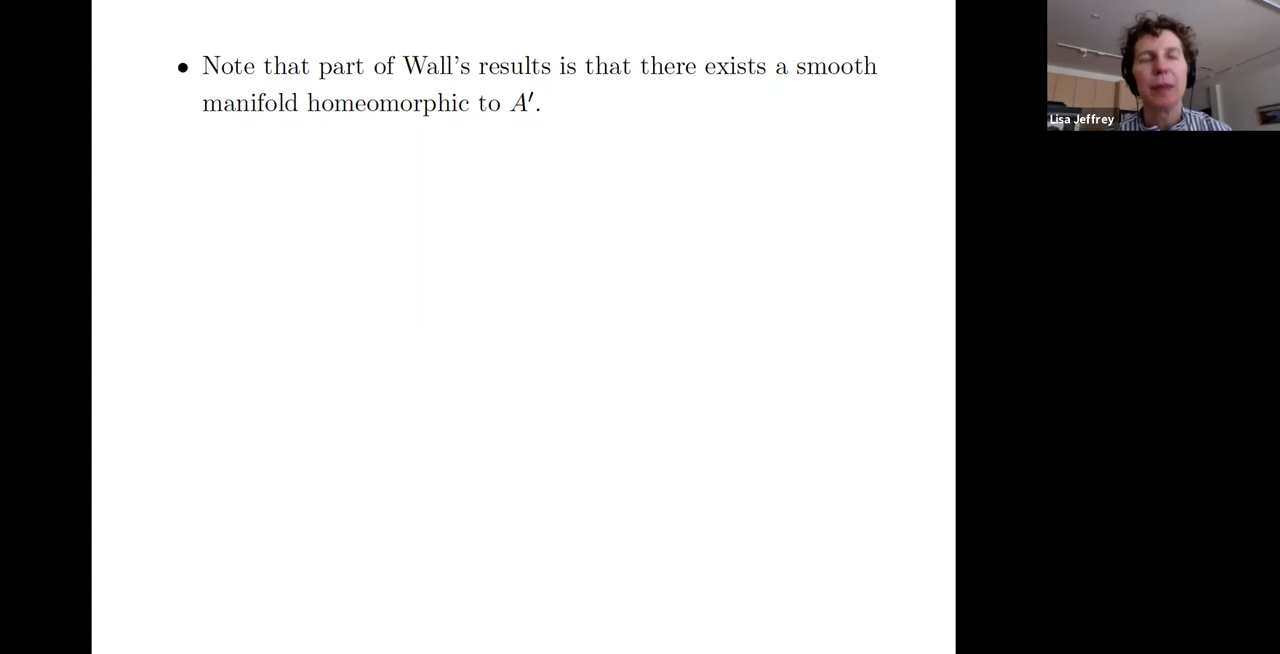 • Note that part of Wall's results is that there exists a smooth
manifold homeomorphic to A′.
Lisa Jeffrey